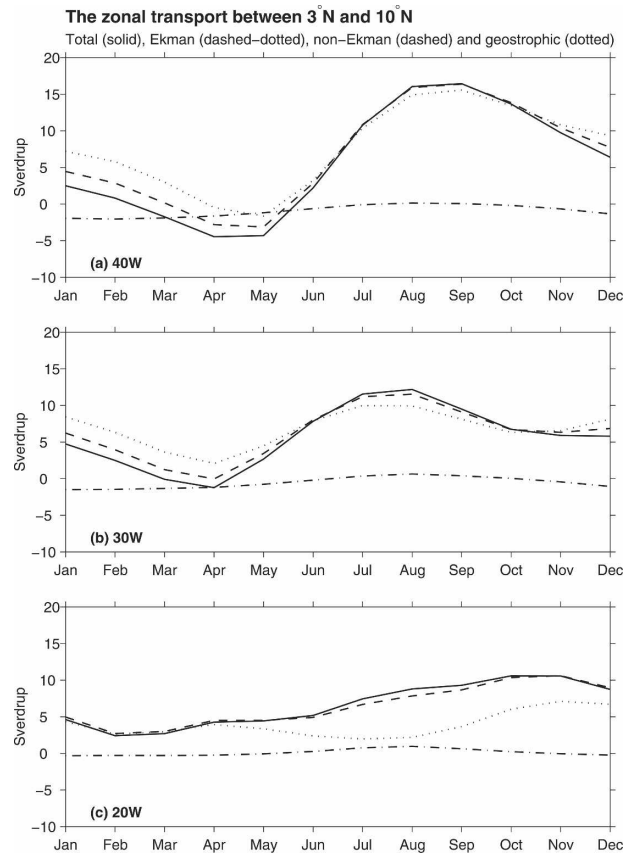 The zonal transport between 3°N and 10°N
Total (solid), Ekman (dashed−dotted), non−Ekman (dashed) and geostrophic (dotted)
20
15
10
5
0
−5
−10
Sverdrup
(a) 40W
Jan Feb Mar Apr May Jun Jul Aug Sep Oct Nov Dec
20
15
10
5
0
−5
−10
Sverdrup
(b) 30W
Jan Feb Mar Apr May Jun Jul Aug Sep Oct Nov Dec
20
15
10
5
0
−5
−10
Sverdrup
(c) 20W
Jan Feb Mar Apr May Jun Jul Aug Sep Oct Nov Dec